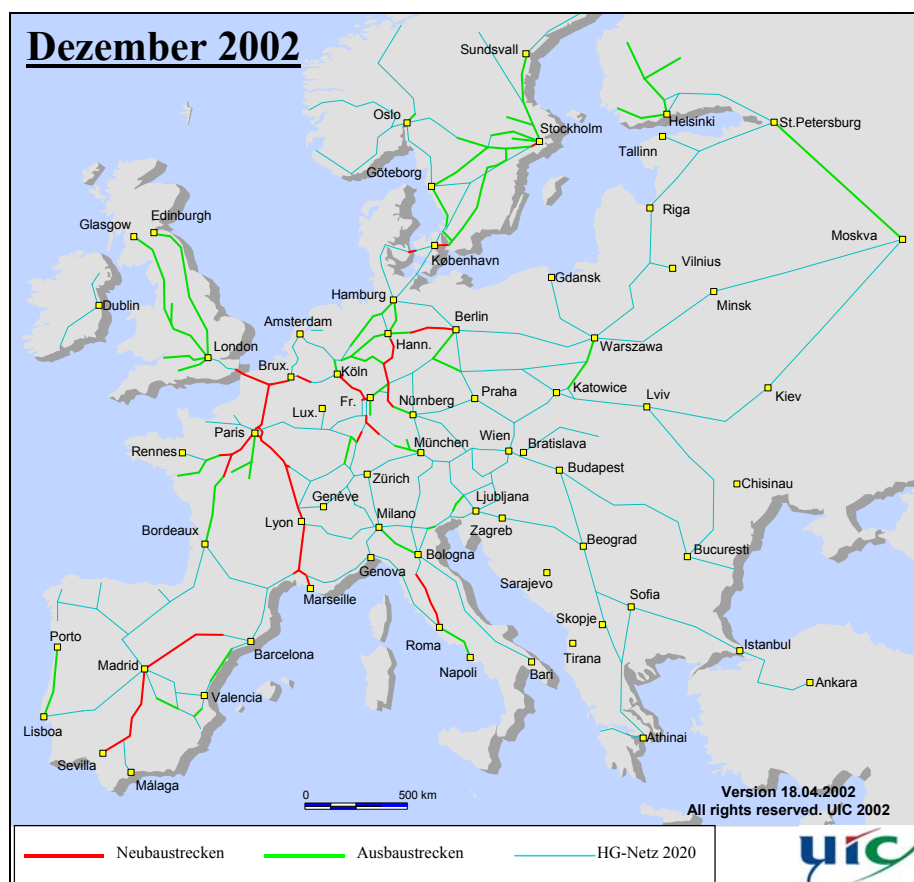 Dezember 2002
Sundsvall
Oslo
Helsinki
St.Petersburg
Stockholm
Tallinn
Göteborg
Riga
Edinburgh
Glasgow
Moskva
København
Vilnius
Gdansk
Minsk
Dublin
Hamburg
Amsterdam
Berlin
London
Hann.
Warszawa
Brux.
Köln
Katowice
Kiev
Praha
Lviv
Fr.
Lux.
Nürnberg
Paris
Wien
Bratislava
Rennes
München
Budapest
Zürich
Chisinau
Genève
Ljubljana
Milano
Lyon
Zagreb
Bordeaux
Beograd
Bologna
Bucuresti
Genova
Sarajevo
Marseille
Sofia
Skopje
Porto
Roma
Istanbul
Barcelona
Tirana
Madrid
Napoli
Bari
Ankara
Valencia
Lisboa
Athinai
Sevilla
Málaga
0 500 km
Version 18.04.2002
All rights reserved. UIC 2002
Neubaustrecken Ausbaustrecken HG-Netz 2020
uic